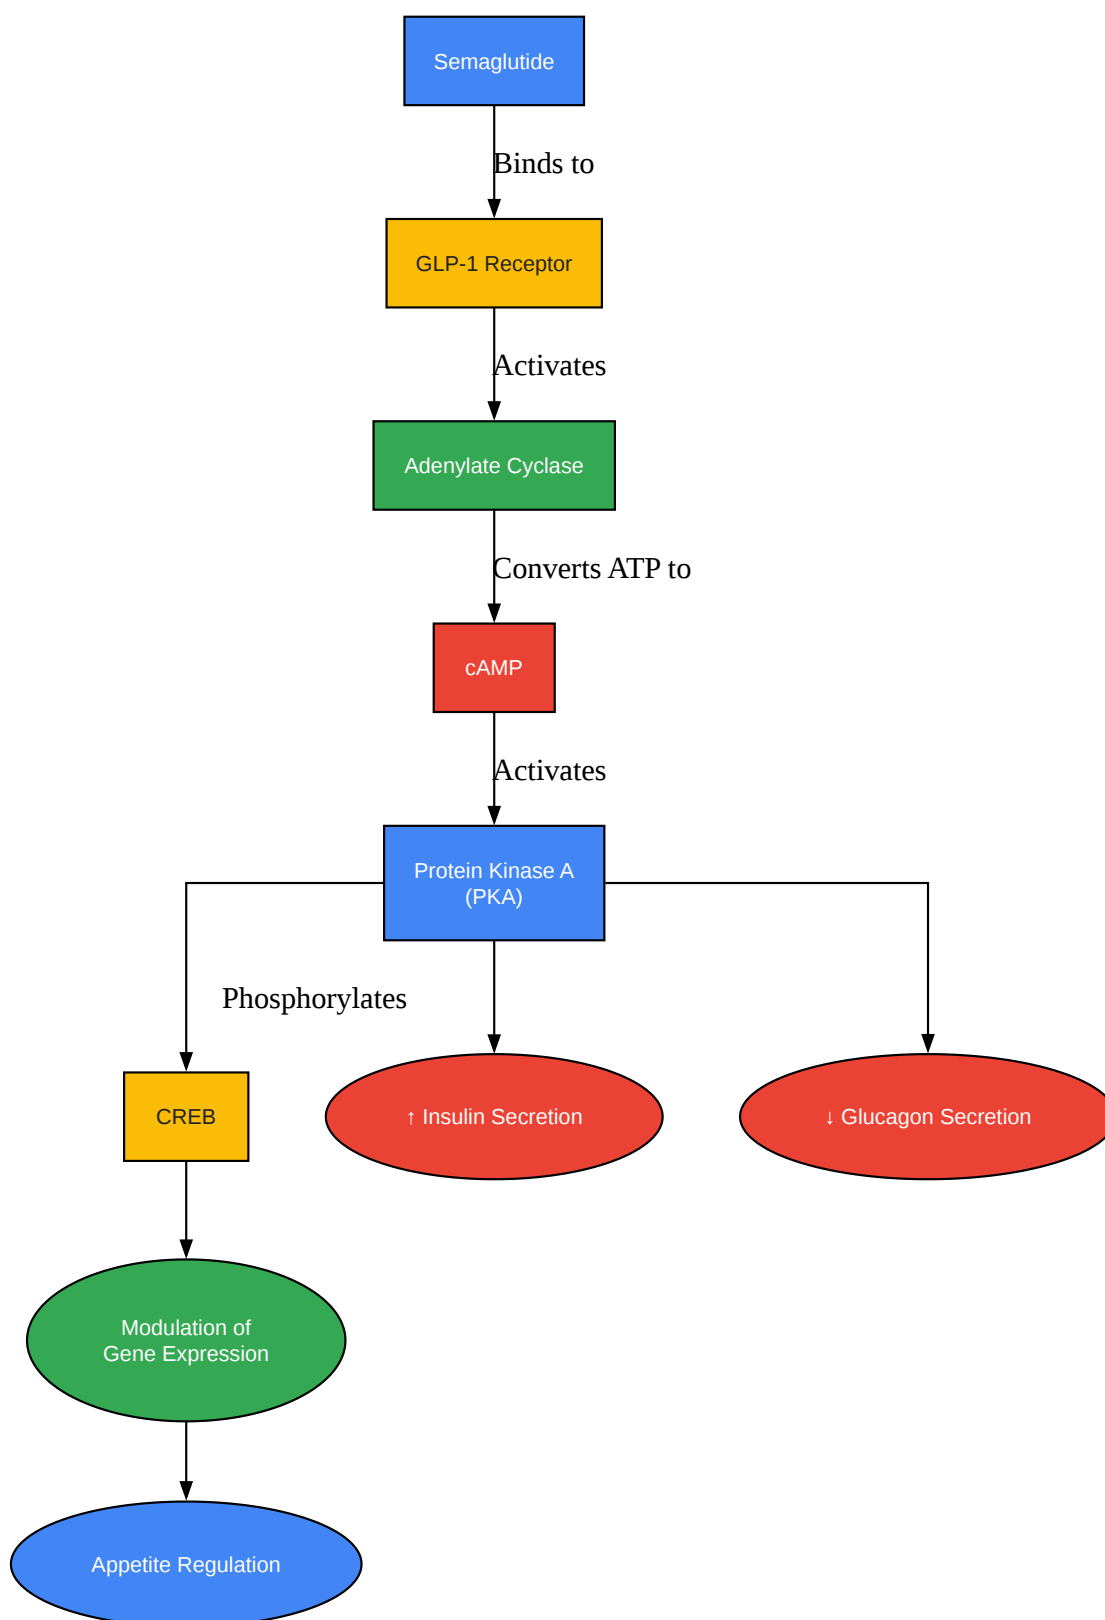 Semaglutide
Binds to
GLP-1 Receptor
Activates
Adenylate Cyclase
Converts ATP to
cAMP
Activates
Protein Kinase A
(PKA)
Phosphorylates
CREB
↑ Insulin Secretion
↓ Glucagon Secretion
Modulation of
Gene Expression
Appetite Regulation